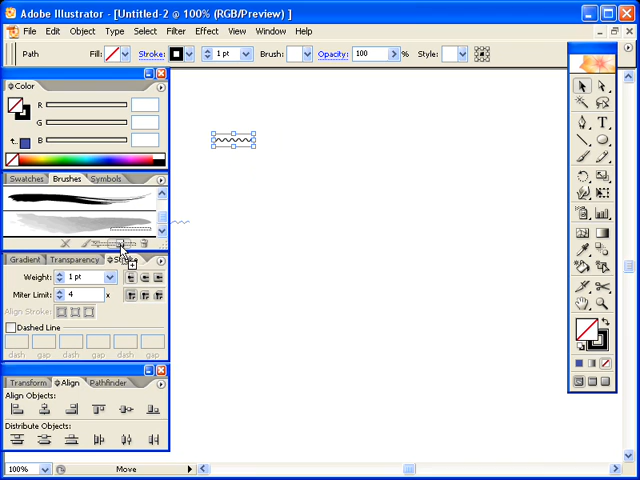 Adobe Illustrator - [Untitled-2 @ 100% (RGB/Preview) ]
File Edit Object Type Select Filter Effect View Window Help
Path Fill: Stroke: 1 pt Brush: Opacity: 100 % Style:
Color
R
G
B
Swatches Brushes Symbols
Gradient Transparency
Weight: 1 pt
Miter Limit: 4 x
Align Stroke:
Dashed Line
dash gap dash gap dash gap
Transform Align Pathfinder
Align Objects:
Distribute Objects:
100% Move